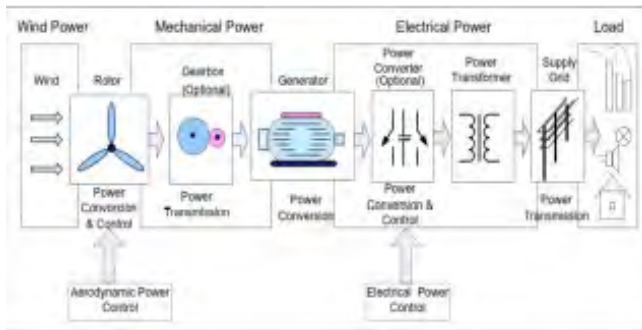 Wind Power
Mechanical Power
Electrical Power
Load
Wind
Rotor
Gearbox
(Optional)
Generator
Power
Converter
(Optional)
Power
Transformer
Supply
Grid
Power
Conversion
& Control
Power
Transmission
Power
Conversion
Power
Conversion &
Control
Power
Transmission
Aerodynamic Power
Control
Electrical Power
Control